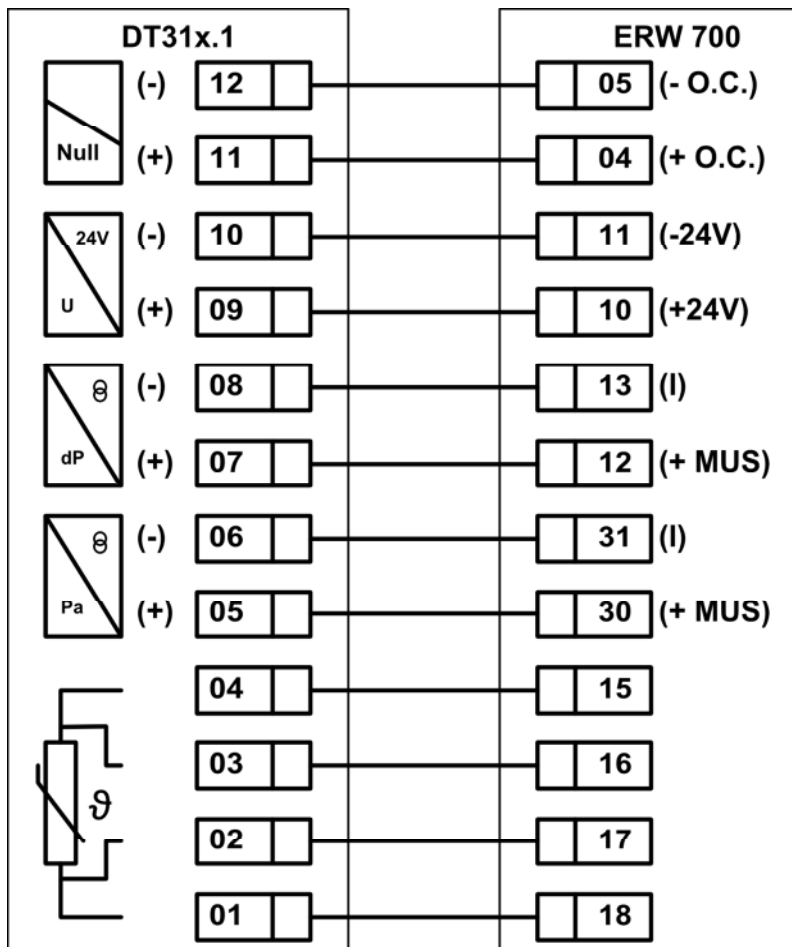 DT31x.1 ERW 700
(-) 12 05 (- O.C.)
Null (+) 11 04 (+ O.C.)
24V (-) 10 11 (-24V)
U (+) 09 10 (+24V)
(-) 08 13 (I)
dP (+) 07 12 (+ MUS)
(-) 06 31 (I)
Pa (+) 05 30 (+ MUS)
04 15
03 16
ϑ
02 17
01 18